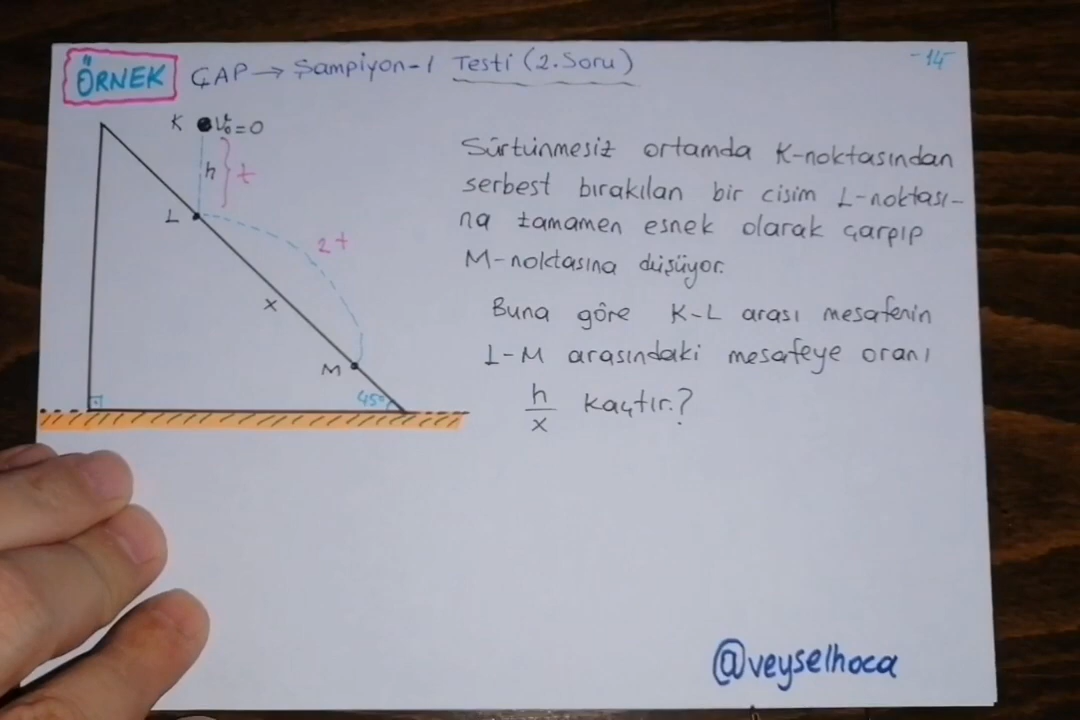 ÖRNEK ÇAP → Şampiyon-1 Testi (2. Soru)
-14-
K V₀=0
h
t
L
2t
x
M
45°
Sürtünmesiz ortamda K-noktasından
serbest bırakılan bir cisim L-noktası-
na tamamen esnek olarak çarpıp
M-noktasına düşüyor.
Buna göre K-L arası mesafenin
L-M arasındaki mesafeye oranı
h/x kaçtır?
@veyselhoca